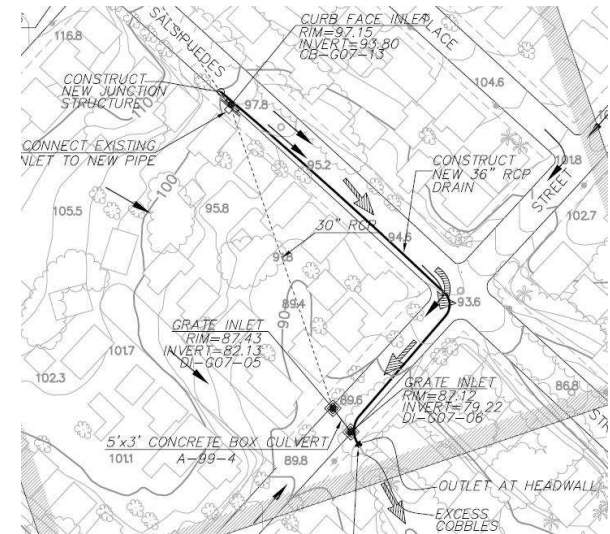 SALSIPUEDES
PLACE
116.8
CURB FACE INLET
RIM=97.15
INVERT=93.80
CB-G07-13
CONSTRUCT
NEW JUNCTION
STRUCTURE
97.8
104.6
CONNECT EXISTING
INLET TO NEW PIPE
95.2
CONSTRUCT
NEW 36" RCP
DRAIN
101.8
STREET
100
105.5
95.8
102.7
30" RCP
94.6
91.8
89.4
90
93.6
GRATE INLET
RIM=87.43
INVERT=82.13
DI-G07-05
101.7
102.3
GRATE INLET
RIM=87.12
INVERT=79.22
DI-G07-06
86.8
89.6
5'x3' CONCRETE BOX CULVERT
A-99-4
101.1
89.8
OUTLET AT HEADWALL
EXCESS
COBBLES